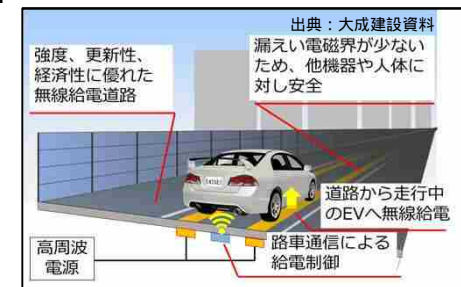 出典：大成建設資料
強度、更新性、
経済性に優れた
無線給電道路
漏えい電磁界が少ない
ため、他機器や人体に
対し安全
道路から走行中
のEVへ無線給電
高周波
電源
路車通信による
給電制御